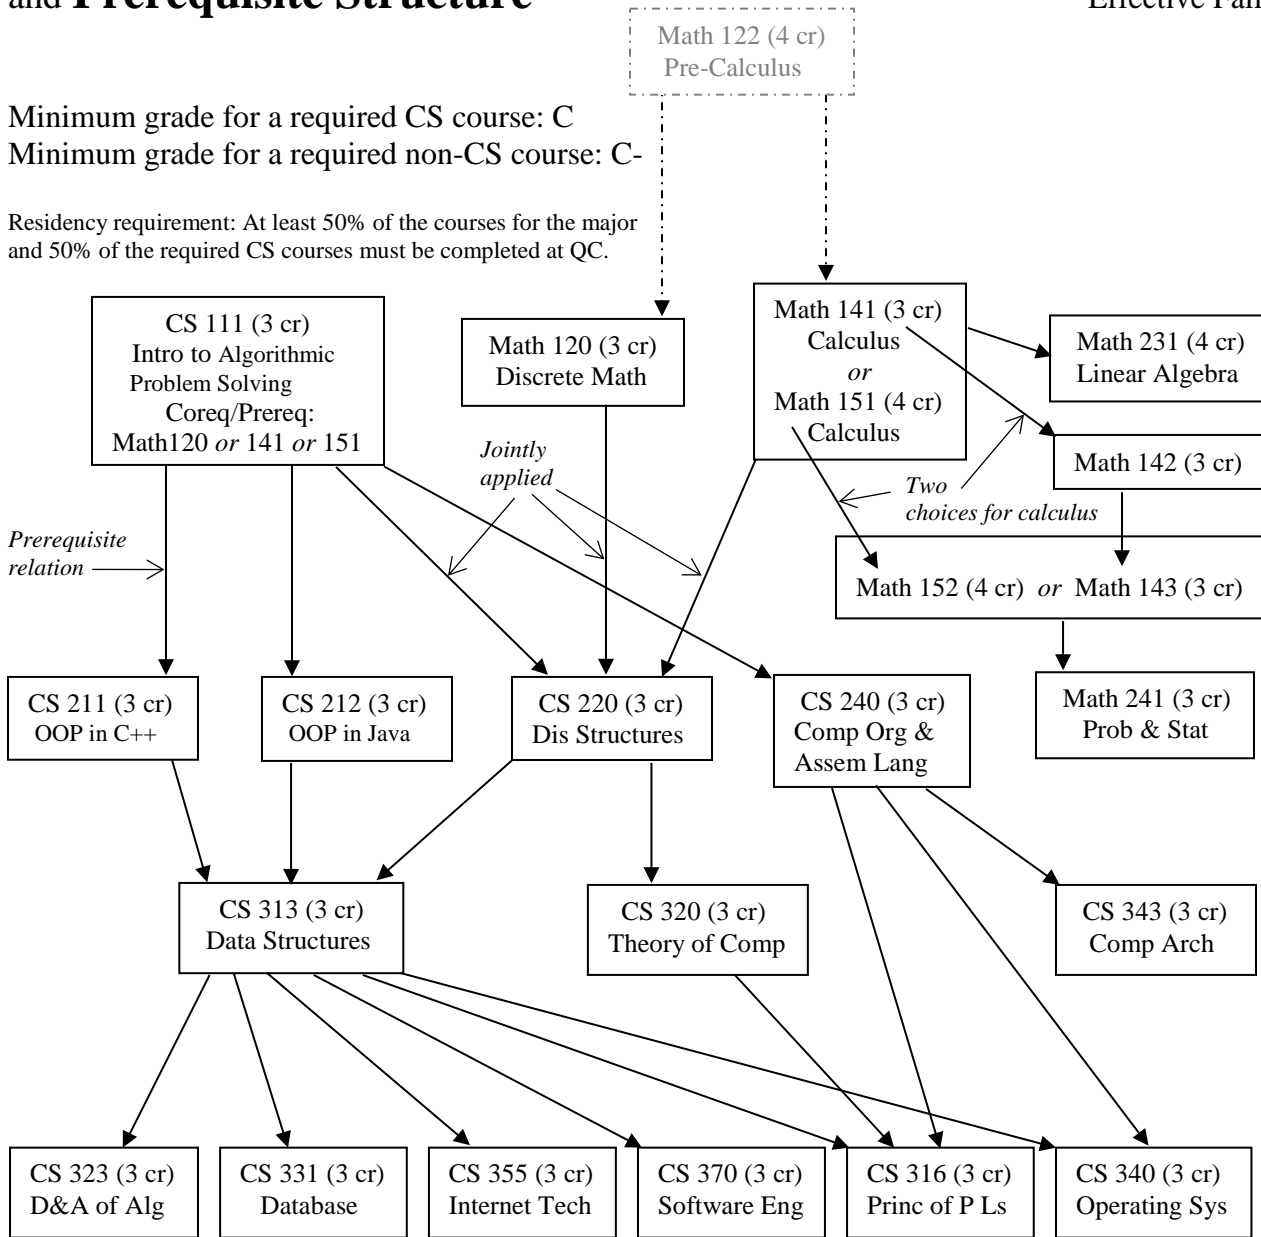 and Prerequisite Structure
Effective Fall
Math 122 (4 cr)
Pre-Calculus
Minimum grade for a required CS course: C
Minimum grade for a required non-CS course: C-
Residency requirement: At least 50% of the courses for the major
and 50% of the required CS courses must be completed at QC.
CS 111 (3 cr)
Intro to Algorithmic
Problem Solving
Coreq/Prereq:
Math120 or 141 or 151
Math 120 (3 cr)
Discrete Math
Math 141 (3 cr)
Calculus
or
Math 151 (4 cr)
Calculus
Math 231 (4 cr)
Linear Algebra
Jointly
applied
Math 142 (3 cr)
Two
choices for calculus
Prerequisite
relation
Math 152 (4 cr) or Math 143 (3 cr)
CS 211 (3 cr)
OOP in C++
CS 212 (3 cr)
OOP in Java
CS 220 (3 cr)
Dis Structures
CS 240 (3 cr)
Comp Org &
Assem Lang
Math 241 (3 cr)
Prob & Stat
CS 313 (3 cr)
Data Structures
CS 320 (3 cr)
Theory of Comp
CS 343 (3 cr)
Comp Arch
CS 323 (3 cr)
D&A of Alg
CS 331 (3 cr)
Database
CS 355 (3 cr)
Internet Tech
CS 370 (3 cr)
Software Eng
CS 316 (3 cr)
Princ of P Ls
CS 340 (3 cr)
Operating Sys